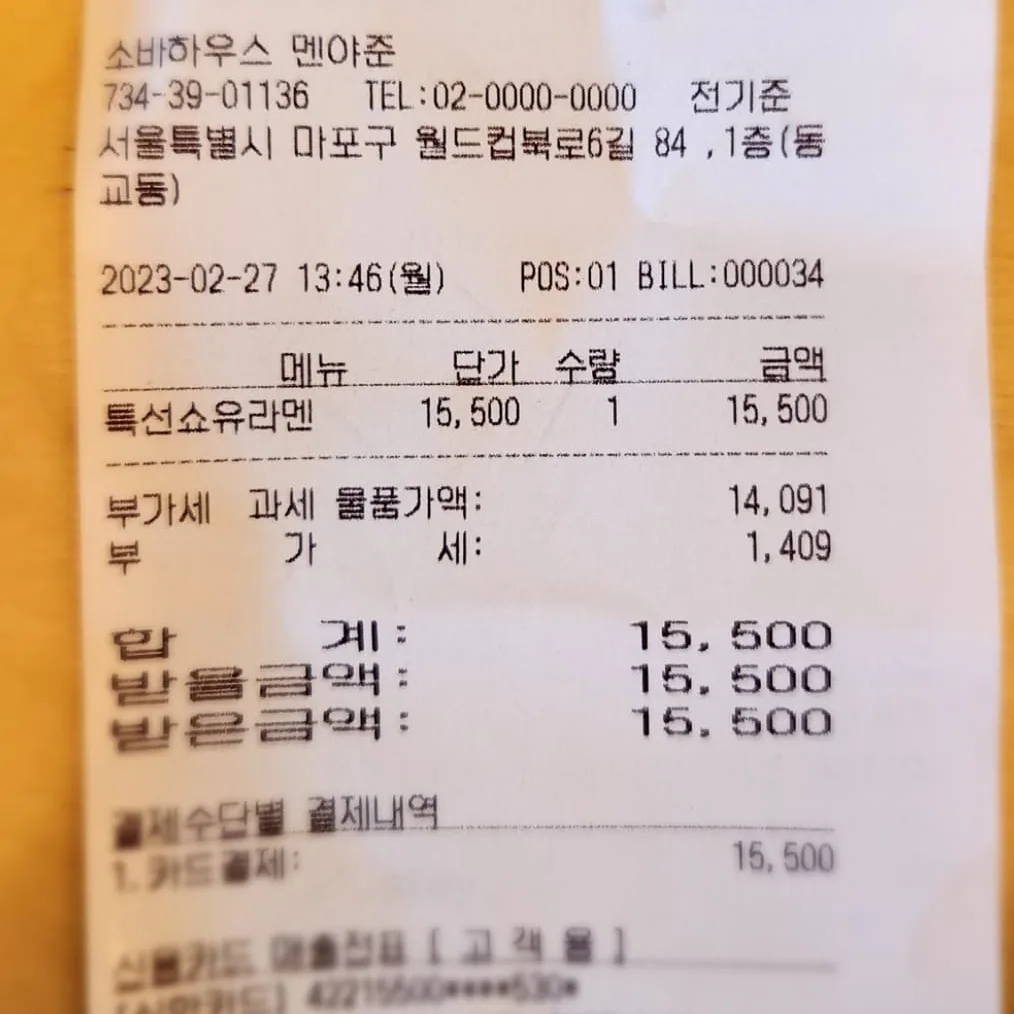 소바하우스 멘야준
734-39-01136 TEL:02-0000-0000 전기준
서울특별시 마포구 월드컵북로6길 84 ,1층(동
교동)
2023-02-27 13:46(월) POS:01 BILL:000034
메뉴 단가 수량 금액
특선쇼유라멘 15,500 1 15,500
부가세 과세 물품가액: 14,091
부 가 세: 1,409
합 계: 15,500
받을금액: 15,500
받은금액: 15,500
결제수단별 결제내역
1.카드결제: 15,500
신용카드 매출전표 [ 고 객 용 ]
42215500****530*